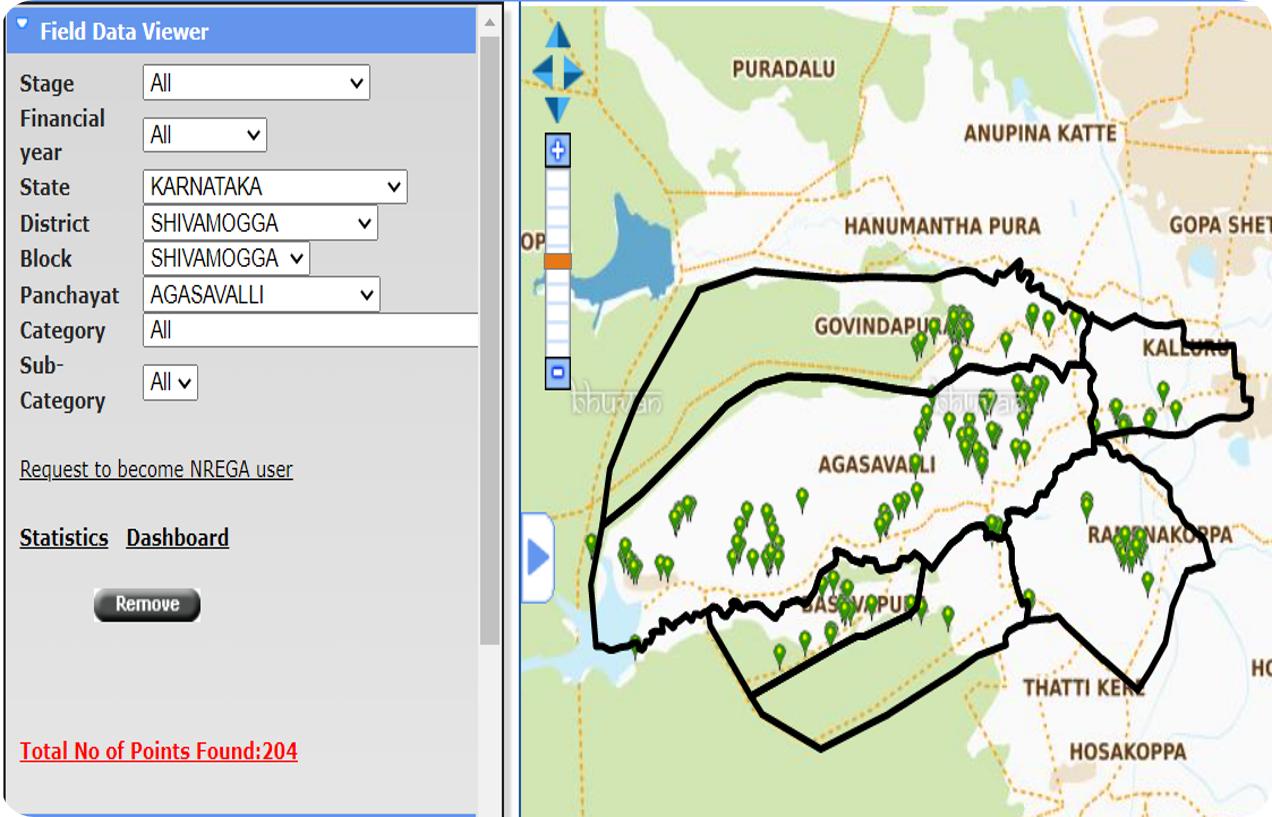 Field Data Viewer
Stage All
Financial year All
State KARNATAKA
District SHIVAMOGGA
Block SHIVAMOGGA
Panchayat AGASAVALLI
Category All
Sub-Category All
Request to become NREGA user
Statistics Dashboard
Remove
Total No of Points Found:204
PURADALU
ANUPINA KATTE
HANUMANTHA PURA
GOPA SHET
OP
GOVINDAPURA
KALLURU
bhuvan bhuvan
AGASAVALLI
RAMENAKOPPA
BASAVAPURA
THATTI KERE
HO
HOSAKOPPA